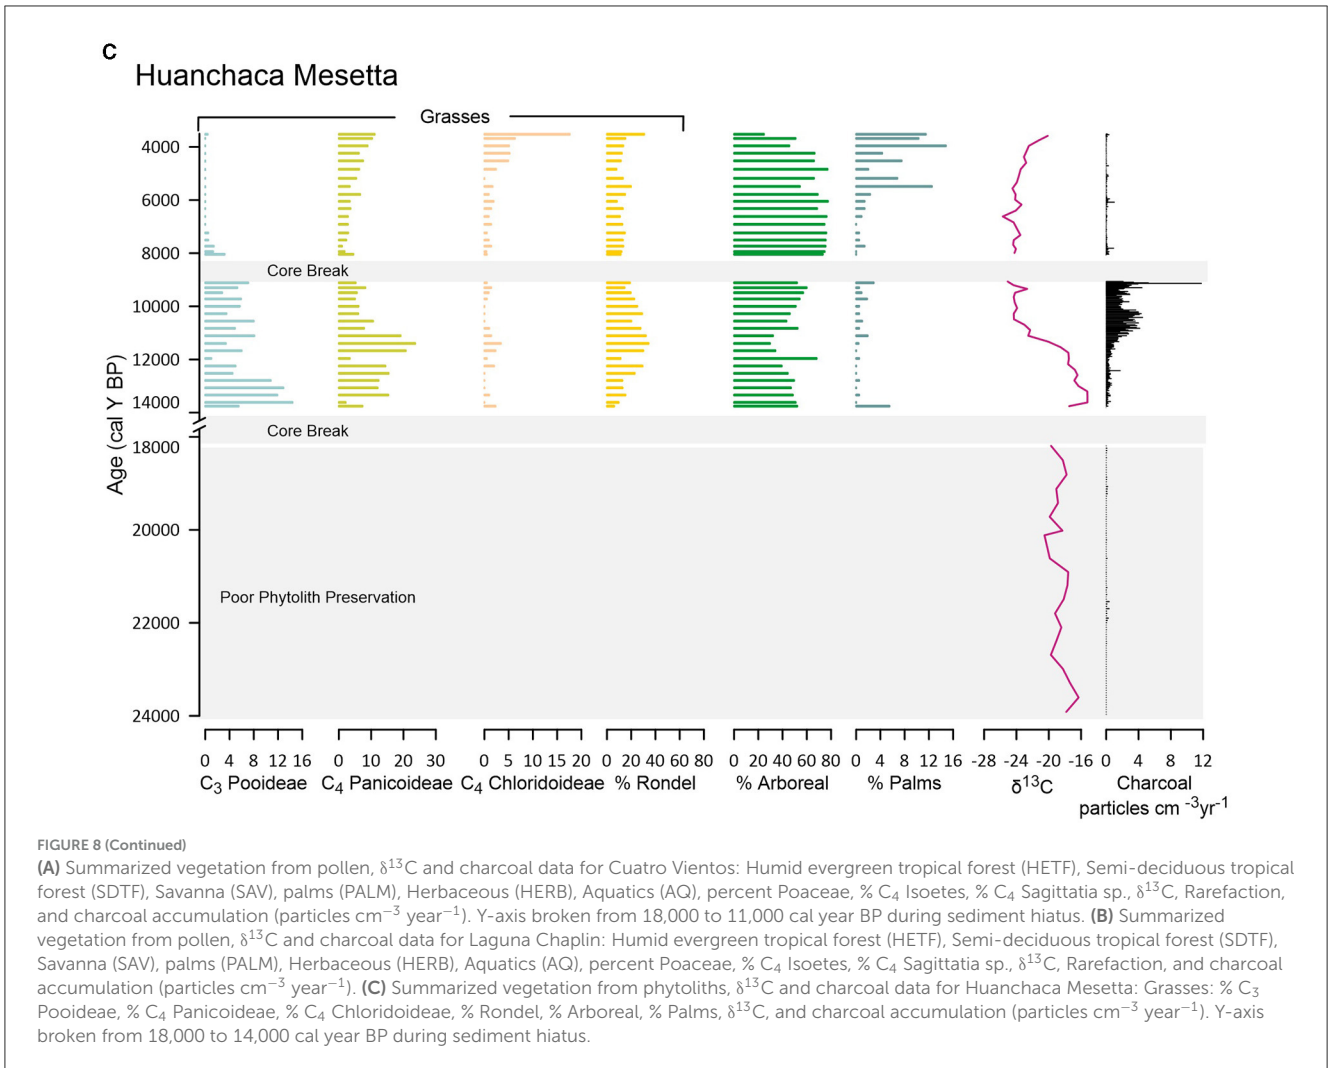 C
Huanchaca Mesetta
Grasses
4000
6000
8000
Core Break
10000
12000
14000
Core Break
18000
20000
Poor Phytolith Preservation
22000
24000
Age (cal Y BP)
0 4 8 12 16 0 10 20 30 0 5 10 15 20 0 20 40 60 80 0 20 40 60 80 0 4 8 12 16 -28 -24 -20 -16 0 4 8 12
C₃ Pooideae C₄ Panicoideae C₄ Chloridoideae % Rondel % Arboreal % Palms δ¹³C Charcoal
particles cm ⁻³yr⁻¹
FIGURE 8 (Continued)
(A) Summarized vegetation from pollen, δ¹³C and charcoal data for Cuatro Vientos: Humid evergreen tropical forest (HETF), Semi-deciduous tropical
forest (SDTF), Savanna (SAV), palms (PALM), Herbaceous (HERB), Aquatics (AQ), percent Poaceae, % C₄ Isoetes, % C₄ Sagittatia sp., δ¹³C, Rarefaction,
and charcoal accumulation (particles cm⁻³ year⁻¹). Y-axis broken from 18,000 to 11,000 cal year BP during sediment hiatus. (B) Summarized
vegetation from pollen, δ¹³C and charcoal data for Laguna Chaplin: Humid evergreen tropical forest (HETF), Semi-deciduous tropical forest (SDTF),
Savanna (SAV), palms (PALM), Herbaceous (HERB), Aquatics (AQ), percent Poaceae, % C₄ Isoetes, % C₄ Sagittatia sp., δ¹³C, Rarefaction, and charcoal
accumulation (particles cm⁻³ year⁻¹). (C) Summarized vegetation from phytoliths, δ¹³C and charcoal data for Huanchaca Mesetta: Grasses: % C₃
Pooideae, % C₄ Panicoideae, % C₄ Chloridoideae, % Rondel, % Arboreal, % Palms, δ¹³C, and charcoal accumulation (particles cm⁻³ year⁻¹). Y-axis
broken from 18,000 to 14,000 cal year BP during sediment hiatus.